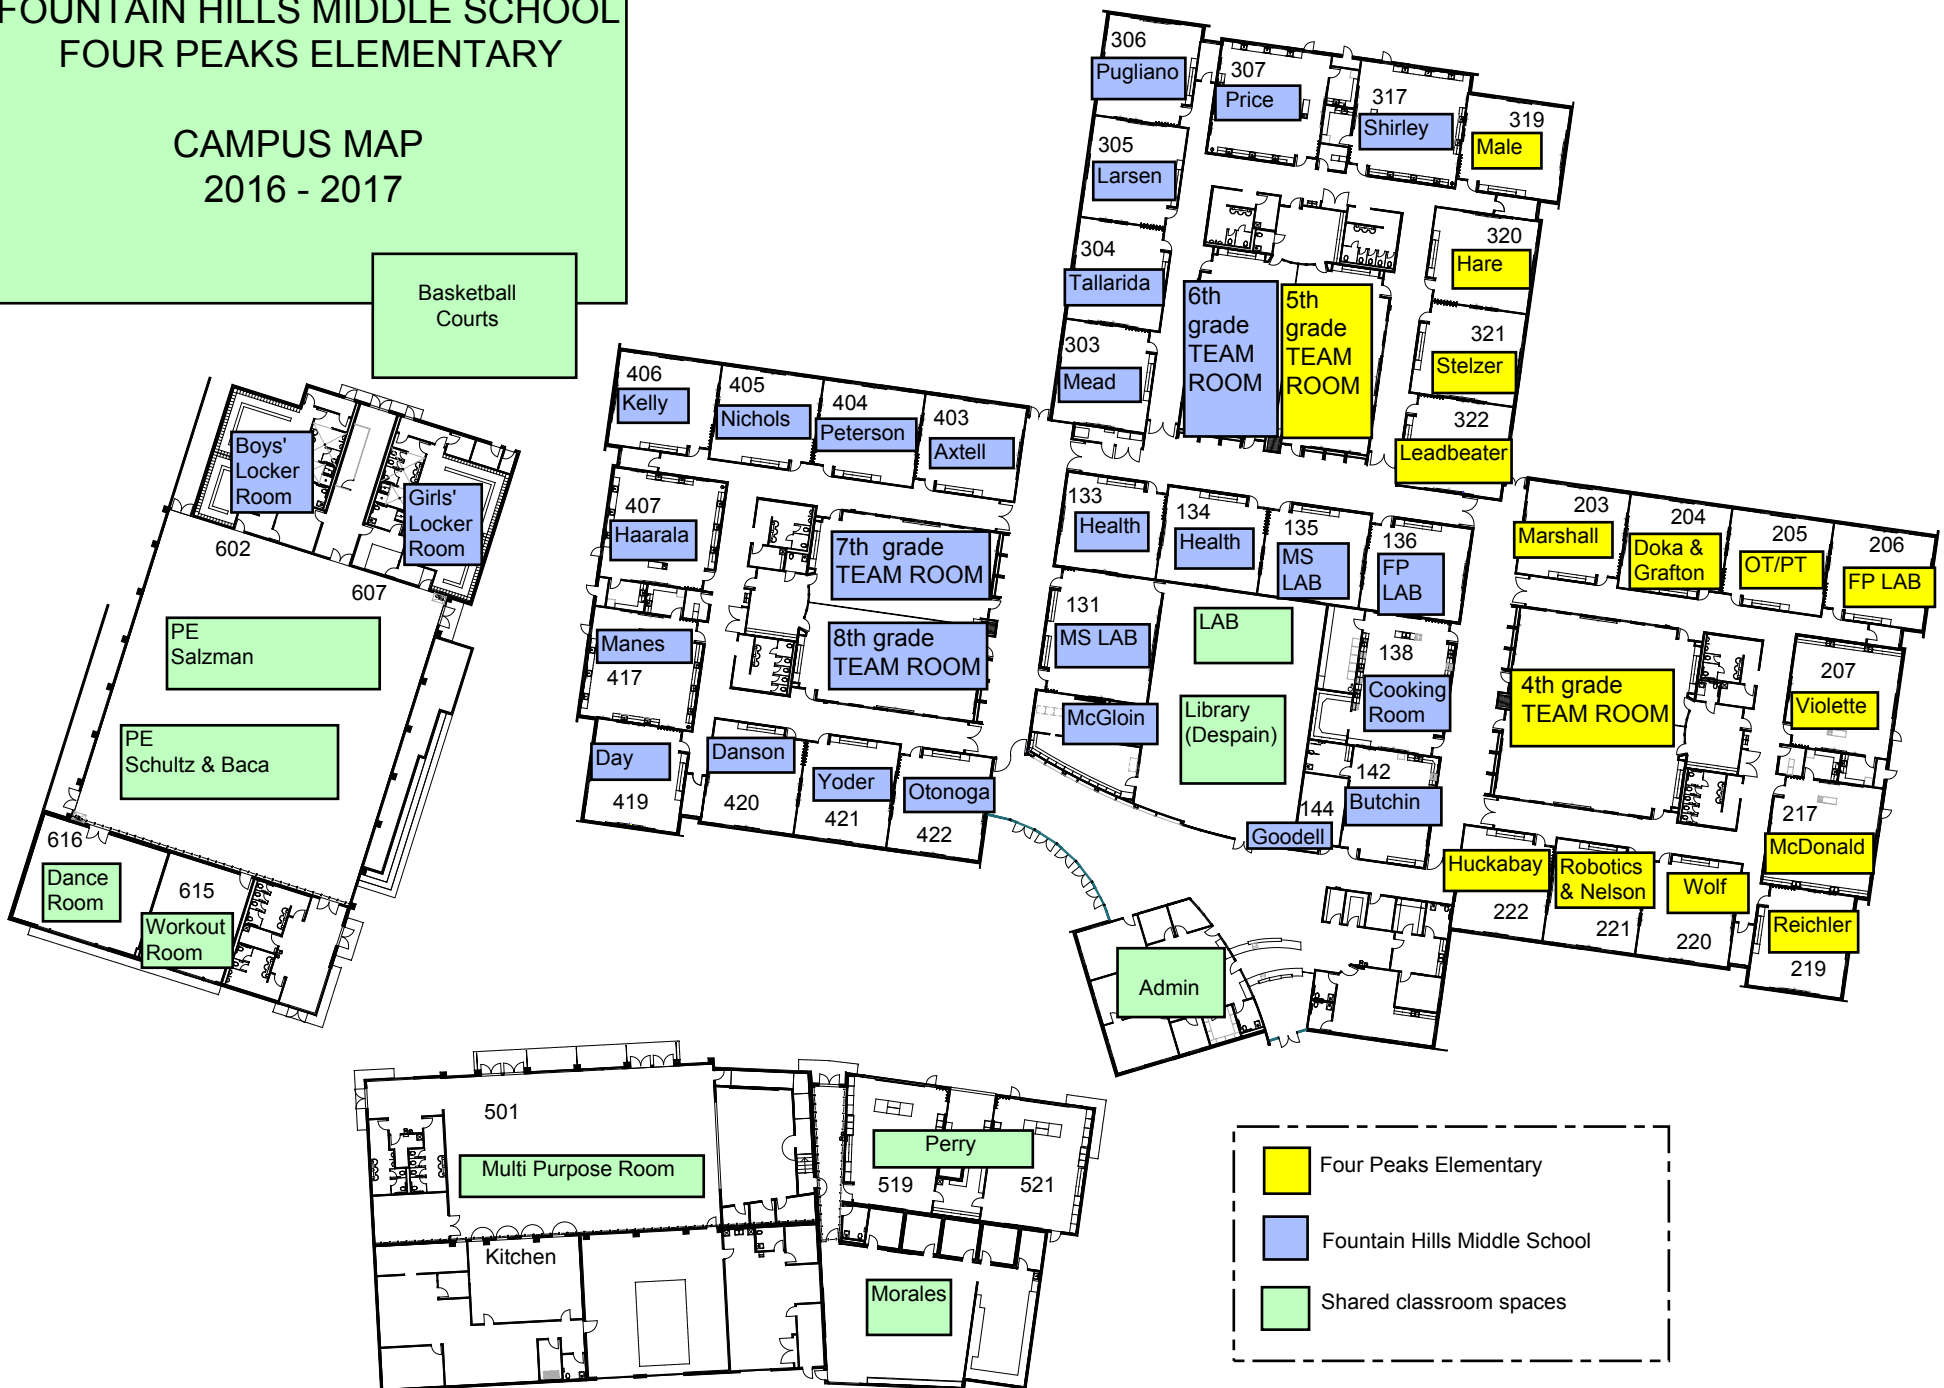 FOUNTAIN HILLS MIDDLE SCHOOL
FOUR PEAKS ELEMENTARY
CAMPUS MAP
2016 - 2017
Basketball
Courts
306
Pugliano
307
Price
317
Shirley
319
Male
305
Larsen
304
Tallarida
303
Mead
320
Hare
321
Stelzer
322
Leadbeater
6th
grade
TEAM
ROOM
5th
grade
TEAM
ROOM
406
Kelly
405
Nichols
404
Peterson
403
Axtell
407
Haarala
7th grade
TEAM ROOM
8th grade
TEAM ROOM
Manes
417
Day
419
Danson
420
Yoder
421
Otonoga
422
Boys'
Locker
Room
Girls'
Locker
Room
602
607
PE
Salzman
PE
Schultz & Baca
616
Dance
Room
615
Workout
Room
133
Health
134
Health
135
MS
LAB
136
FP
LAB
131
MS LAB
LAB
138
Cooking
Room
McGloin
Library
(Despain)
142
Butchin
144
Goodell
203
Marshall
204
Doka &
Grafton
205
OT/PT
206
FP LAB
4th grade
TEAM ROOM
207
Violette
217
McDonald
Huckabay
222
Robotics
& Nelson
221
Wolf
220
Reichler
219
Admin
501
Multi Purpose Room
Kitchen
Perry
519
521
Morales
Four Peaks Elementary
Fountain Hills Middle School
Shared classroom spaces